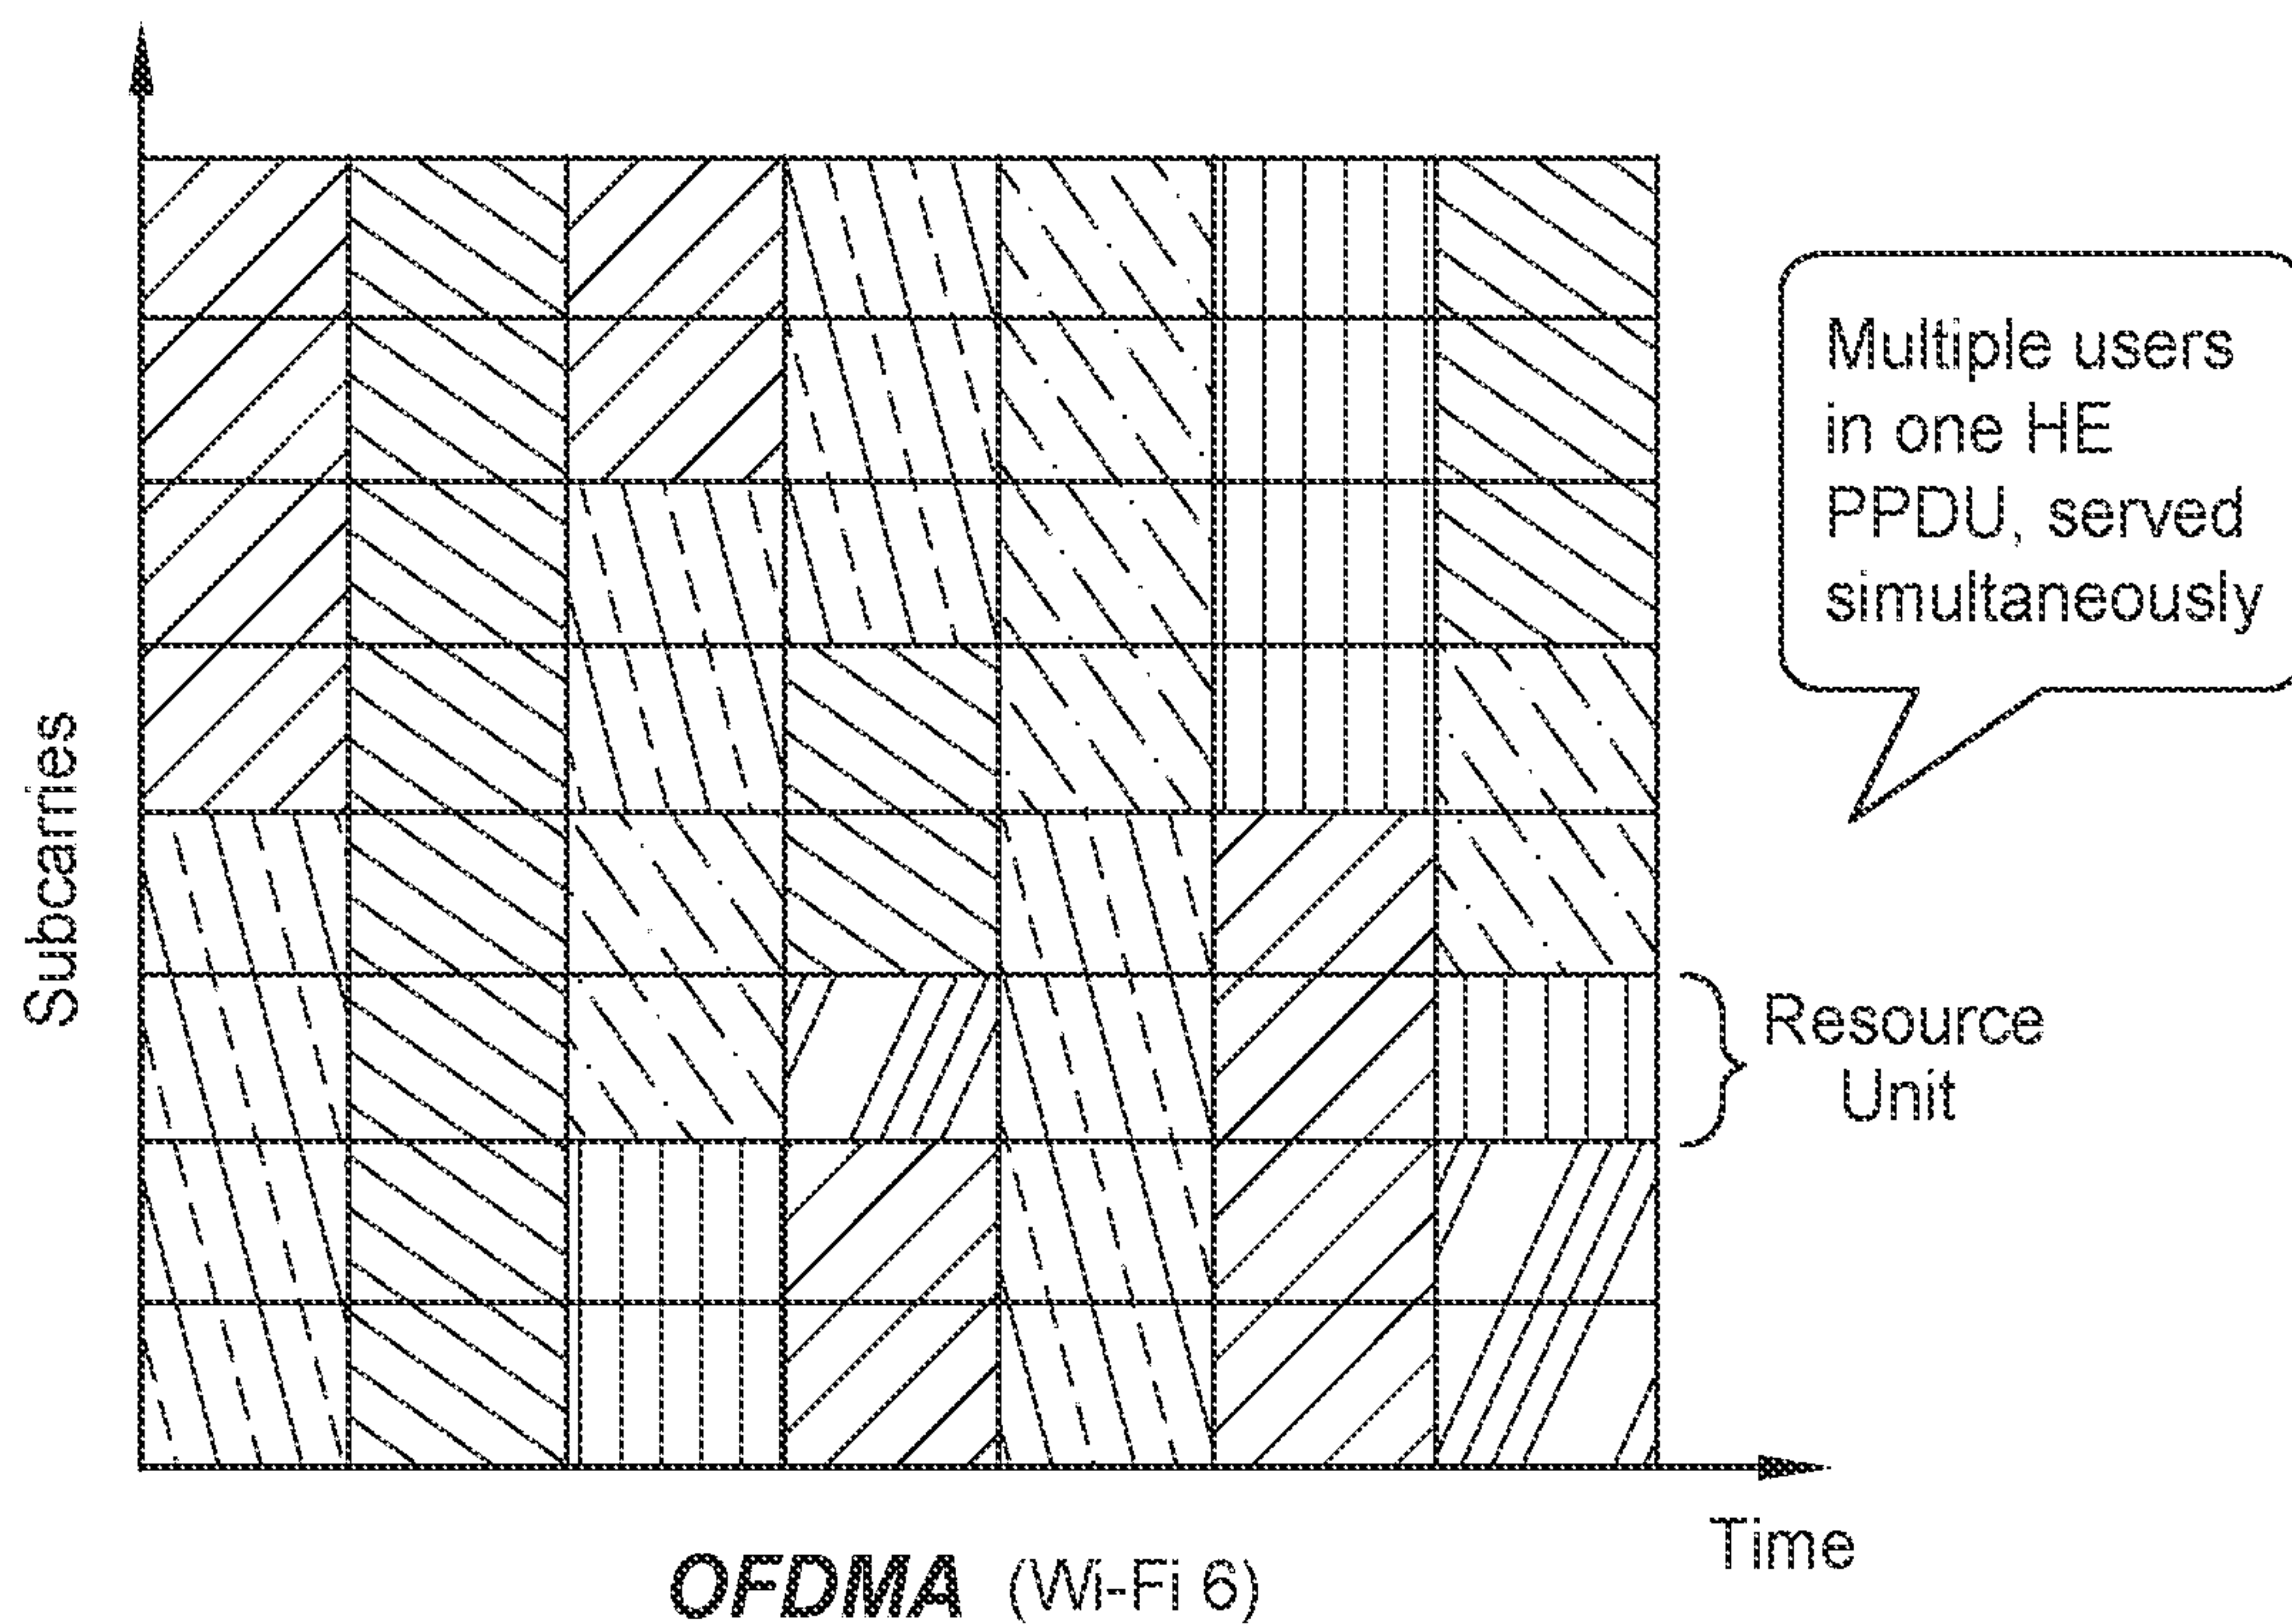 Subcarries
Multiple users
in one HE
PPDU, served
simultaneously
Resource
Unit
Time
OFDMA (Wi-Fi 6)